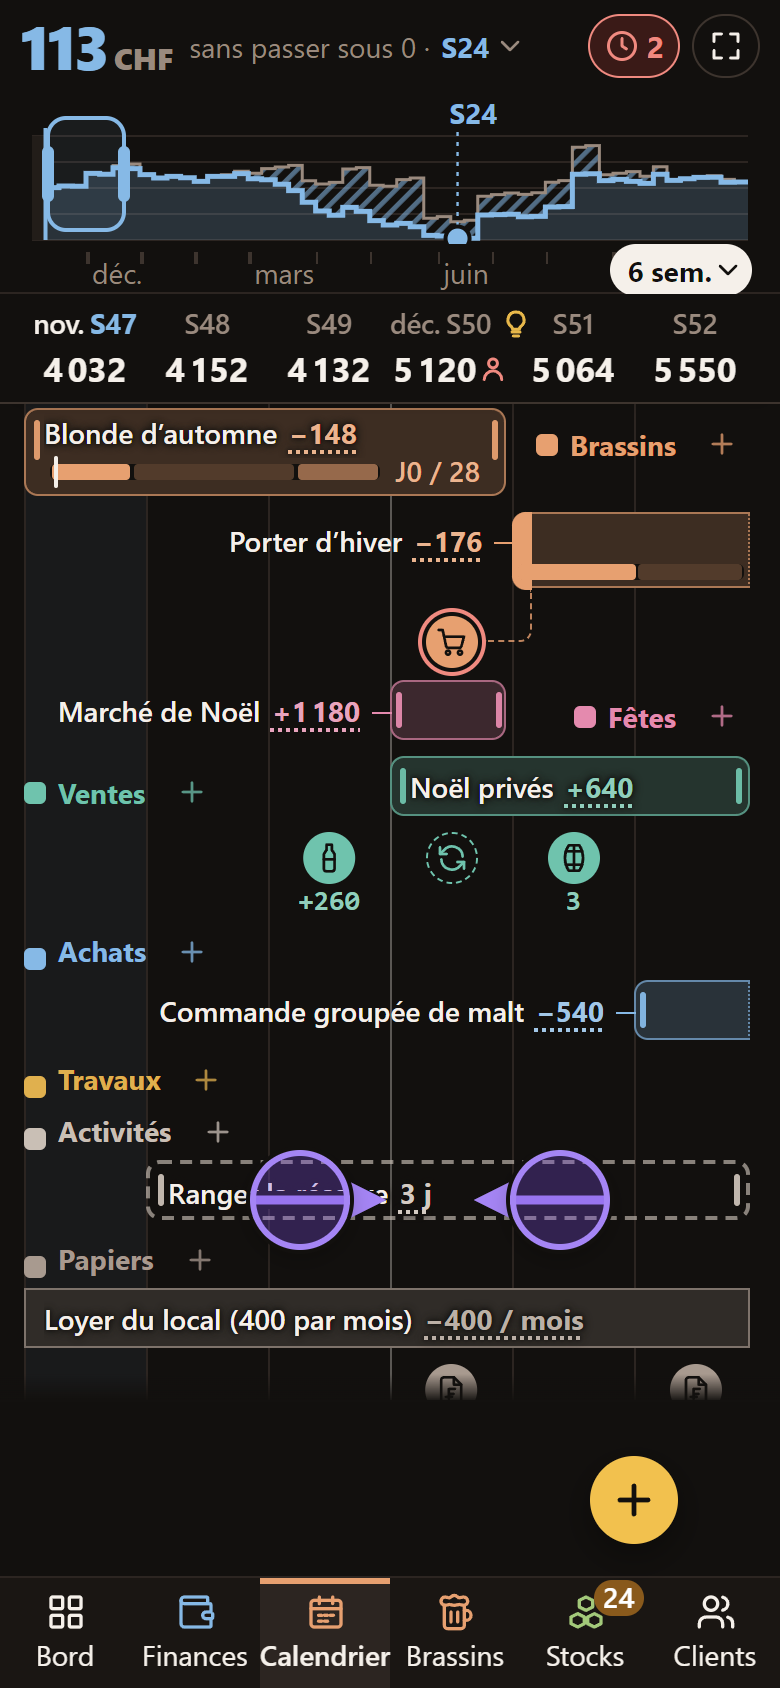 113 CHF sans passer sous 0 · S24
2
S24
déc. mars juin
6 sem.
nov. S47 S48 S49 déc. S50 S51 S52
4 032 4 152 4 132 5 120 5 064 5 550
Blonde d’automne −148
J0 / 28
Brassins +
Porter d’hiver −176
Marché de Noël +1 180
Fêtes +
Ventes +
Noël privés +640
+260 3
Achats +
Commande groupée de malt −540
Travaux +
Activités +
3 j
Papiers +
Loyer du local (400 par mois) −400 / mois
+
24
Bord Finances Calendrier Brassins Stocks Clients